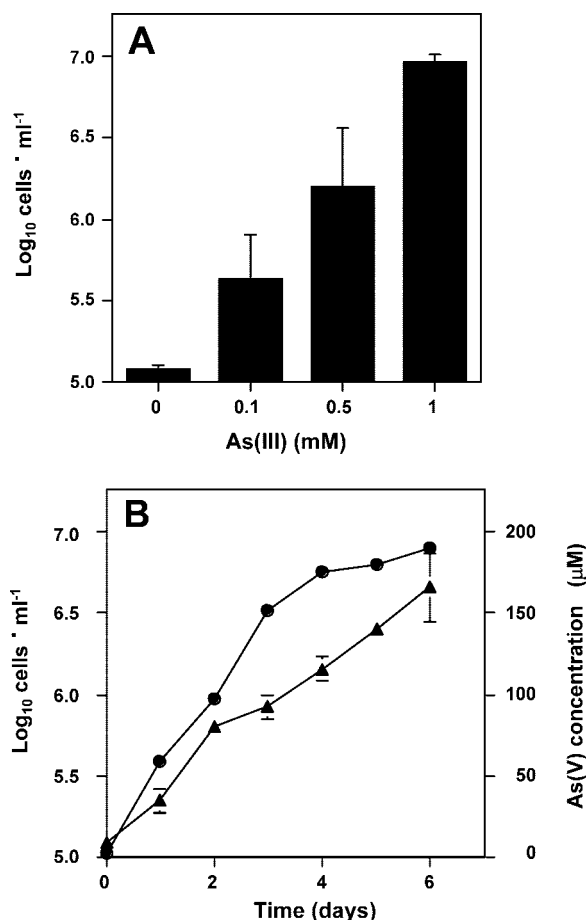 A
Log10 cells · ml-1
7.0
6.5
6.0
5.5
5.0
0 0.1 0.5 1
As(III) (mM)
B
Log10 cells · ml-1
7.0
6.5
6.0
5.5
5.0
200
150
100
50
0
As(V) concentration (μM)
0 2 4 6
Time (days)